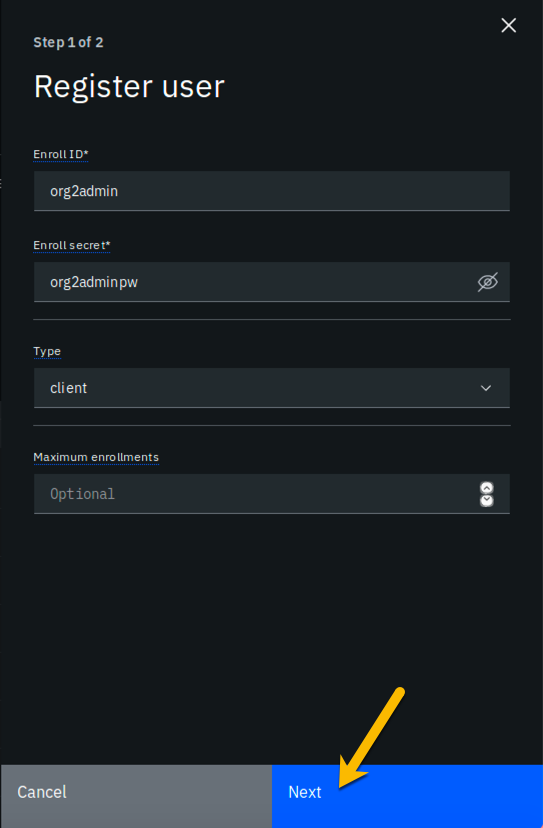 Step 1 of 2
Register user
Enroll ID*
org2admin
Enroll secret*
org2adminpw
Type
client
Maximum enrollments
Optional
Cancel
Next